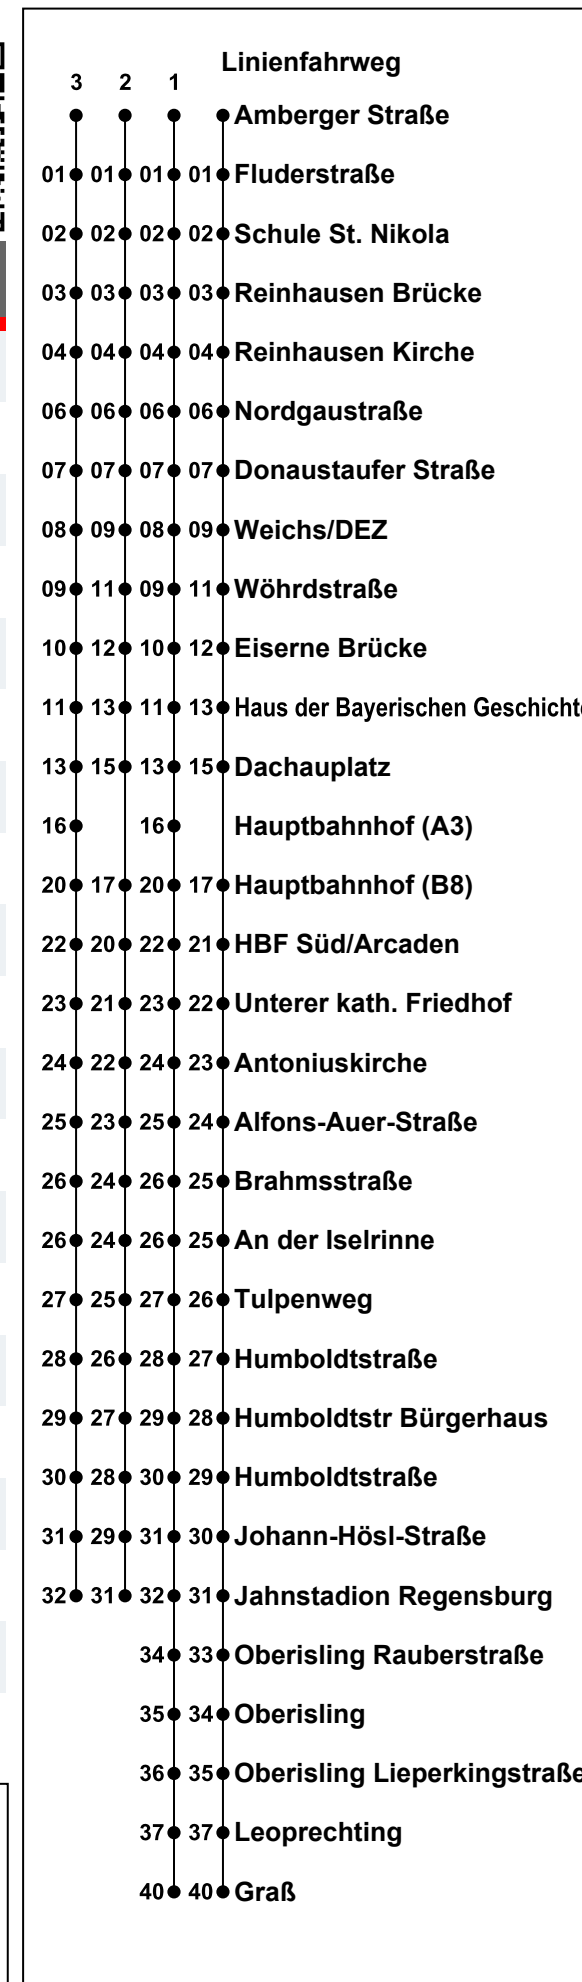 Linienfahrweg
3 2 1
Amberger Straße
01 01 01 01 Fluderstraße
02 02 02 02 Schule St. Nikola
03 03 03 03 Reinhausen Brücke
04 04 04 04 Reinhausen Kirche
06 06 06 06 Nordgaustraße
07 07 07 07 Donaustaufer Straße
08 09 08 09 Weichs/DEZ
09 11 09 11 Wöhrdstraße
10 12 10 12 Eiserne Brücke
11 13 11 13 Haus der Bayerischen Geschichte
13 15 13 15 Dachauplatz
16 16 Hauptbahnhof (A3)
20 17 20 17 Hauptbahnhof (B8)
22 20 22 21 HBF Süd/Arcaden
23 21 23 22 Unterer kath. Friedhof
24 22 24 23 Antoniuskirche
25 23 25 24 Alfons-Auer-Straße
26 24 26 25 Brahmsstraße
26 24 26 25 An der Iselrinne
27 25 27 26 Tulpenweg
28 26 28 27 Humboldtstraße
29 27 29 28 Humboldtstr Bürgerhaus
30 28 30 29 Humboldtstraße
31 29 31 30 Johann-Hösl-Straße
32 31 32 31 Jahnstadion Regensburg
34 33 Oberisling Rauberstraße
35 34 Oberisling
36 35 Oberisling Lieperkingstraße
37 37 Leoprechting
40 40 Graß